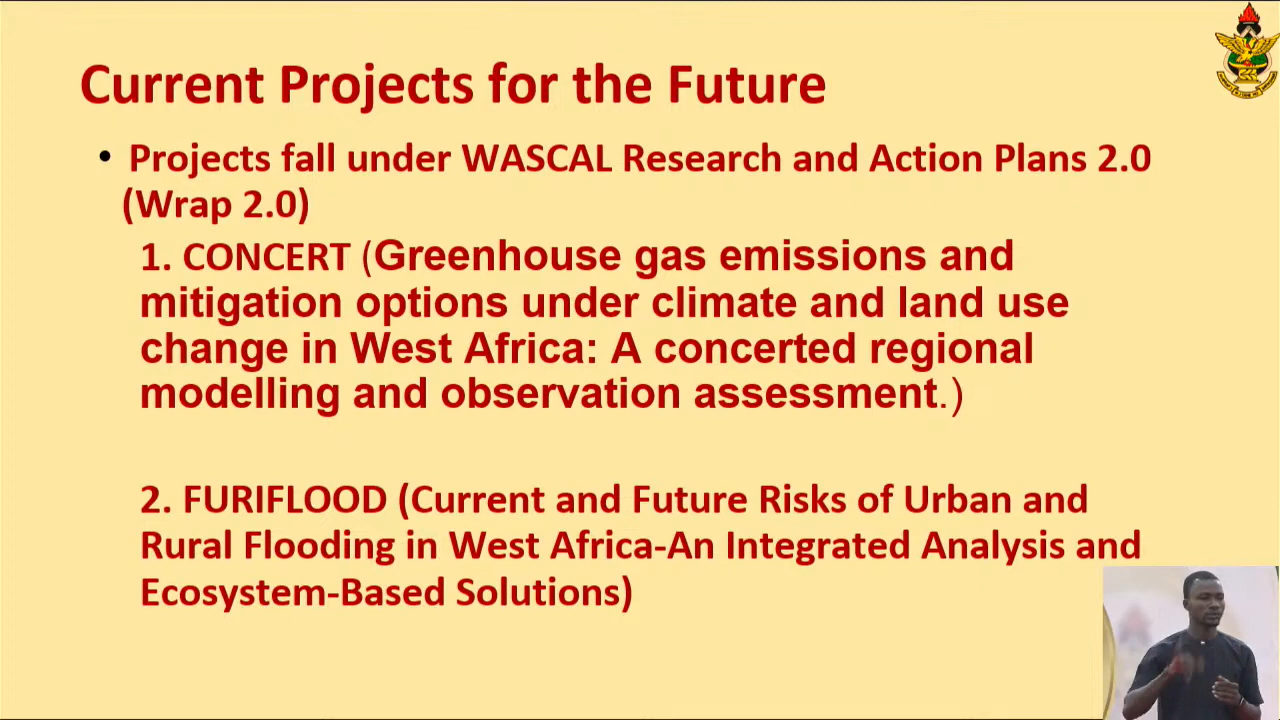 Current Projects for the Future
• Projects fall under WASCAL Research and Action Plans 2.0
(Wrap 2.0)
1. CONCERT (Greenhouse gas emissions and
mitigation options under climate and land use
change in West Africa: A concerted regional
modelling and observation assessment.)
2. FURIFLOOD (Current and Future Risks of Urban and
Rural Flooding in West Africa-An Integrated Analysis and
Ecosystem-Based Solutions)